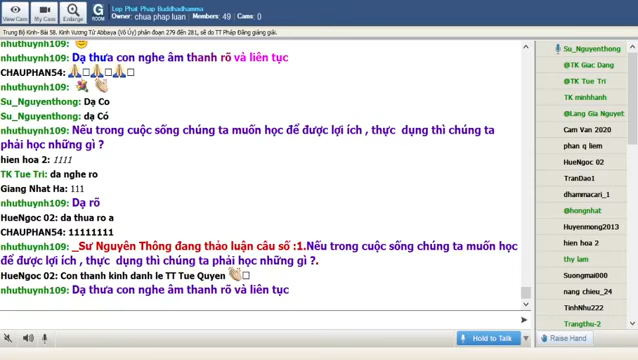 View Cam
My Cam
Enlarge
G
ROOM
Lep Phat Phap Buddhadhamma
Owner: chua phap luan | Members: 49 | Cams: 0
Trung Bộ Kinh- Bài 58. Kinh Vương Tử Abbaya (Vô Úy) phân đoạn 279 đến 281, sẽ do TT Pháp Đăng giảng giải.
nhuthuynh109:
nhuthuynh109: Dạ thưa con nghe âm thanh rõ và liên tục
CHAUPHAN54:
nhuthuynh109:
Su_Nguyenthong: Dạ Co
Su_Nguyenthong: dạ Có
nhuthuynh109: Nếu trong cuộc sống chúng ta muốn học để được lợi ích , thực dụng thì chúng ta
phải học những gì ?
hien hoa 2: 1111
TK Tue Tri: da nghe ro
Giang Nhat Ha: 111
nhuthuynh109: Dạ rõ
HueNgoc 02: da thua ro a
CHAUPHAN54: 11111111
nhuthuynh109: _Sư Nguyên Thông đang thảo luận câu số :1.Nếu trong cuộc sống chúng ta muốn học
để được lợi ích , thực dụng thì chúng ta phải học những gì ?.
HueNgoc 02: Con thanh kinh danh le TT Tue Quyen
nhuthuynh109: Dạ thưa con nghe âm thanh rõ và liên tục
Hold to Talk
Raise Hand
Su_Nguyenthong
@TK Giac Dang
@TK Tue Tri
TK minhhanh
@Lang Gia Nguyet
Cam Van 2020
phan q liem
HueNgoc 02
TranDao1
dhammacari_1
@hongnhat
Huyenmong2013
hien hoa 2
thy lam
Suongmai000
nang chieu_24
TinhNhu222
Trangthu-2